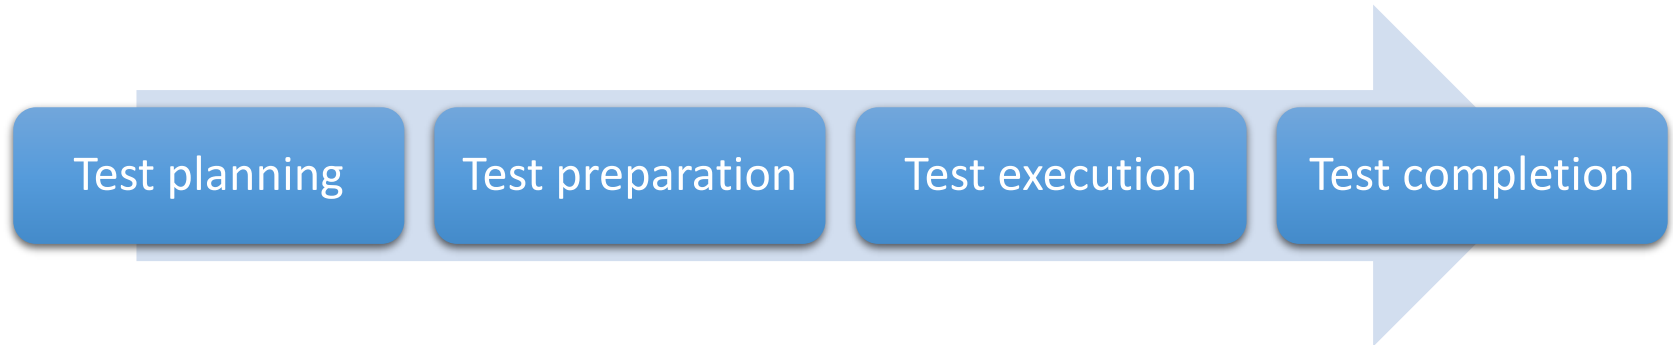 Test planning
Test preparation
Test execution
Test completion